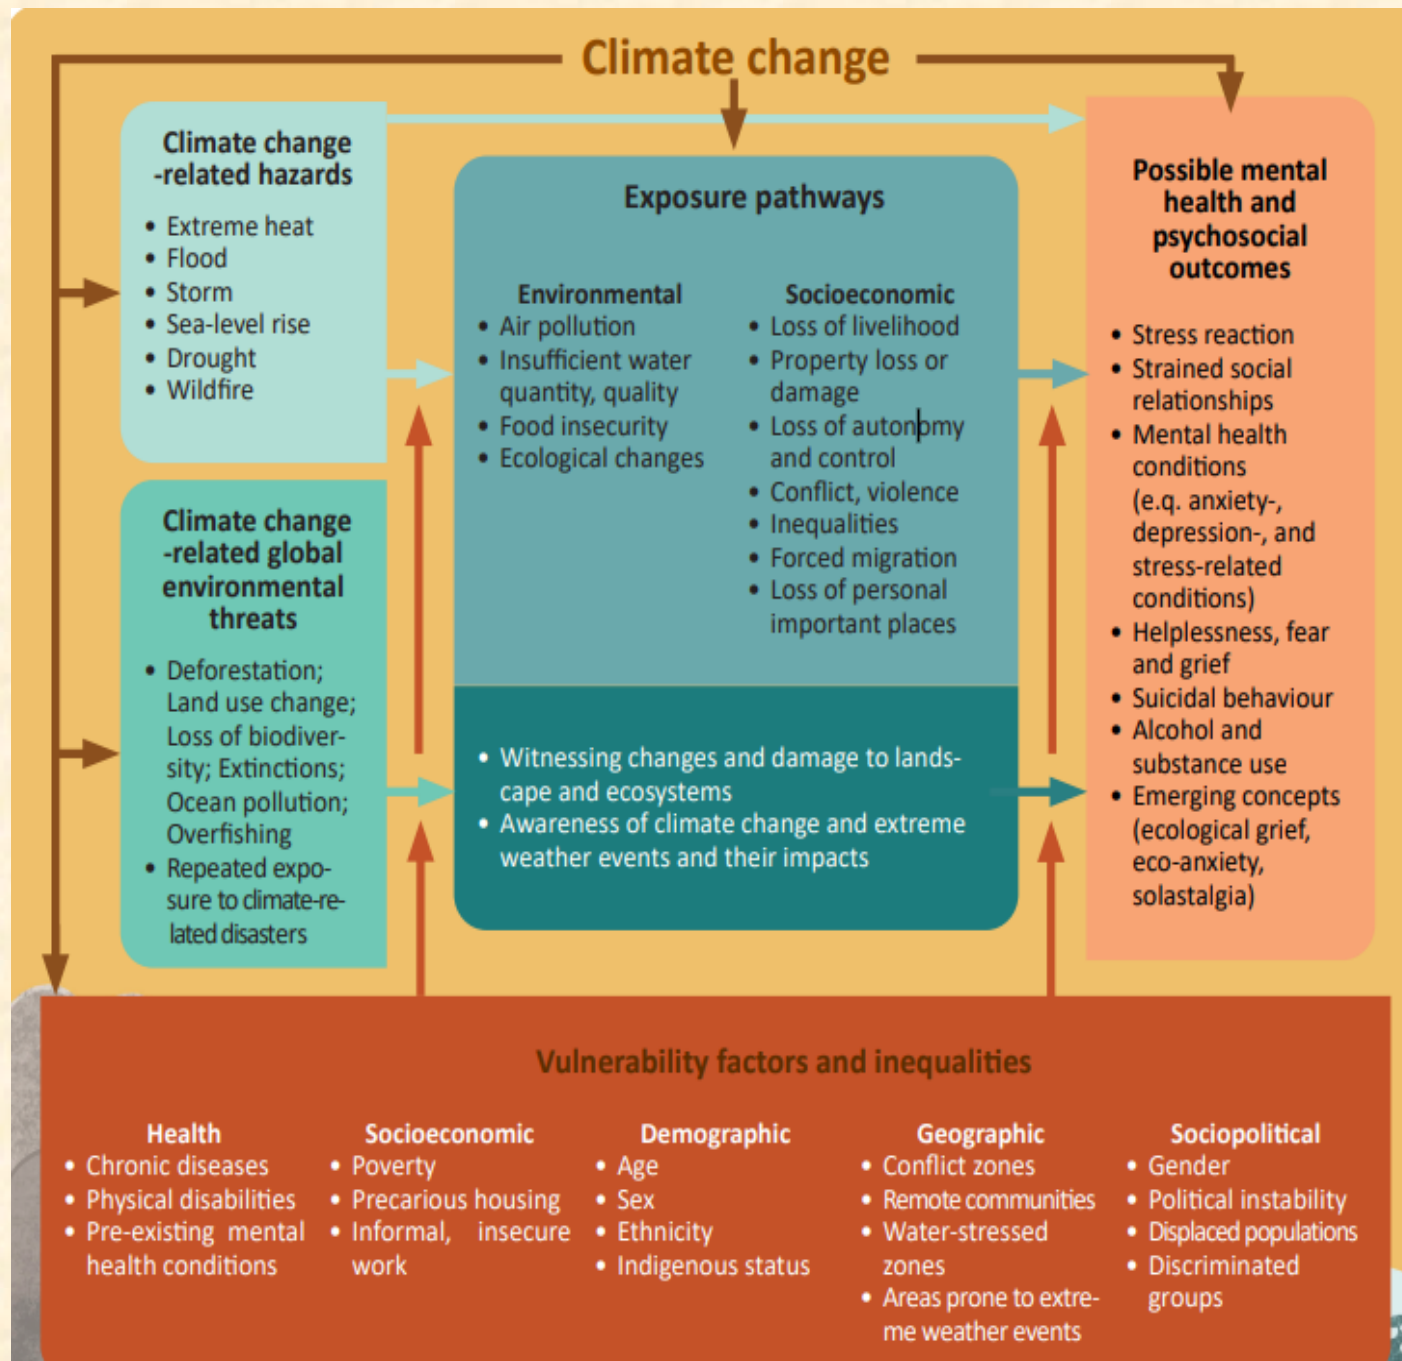 Climate change
Climate change
-related hazards
• Extreme heat
• Flood
• Storm
• Sea-level rise
• Drought
• Wildfire
Climate change
-related global
environmental
threats
• Deforestation;
Land use change;
Loss of biodiver-
sity; Extinctions;
Ocean pollution;
Overfishing
• Repeated expo-
sure to climate-re-
lated disasters
Exposure pathways
Environmental
• Air pollution
• Insufficient water
quantity, quality
• Food insecurity
• Ecological changes
Socioeconomic
• Loss of livelihood
• Property loss or
damage
• Loss of autonomy
and control
• Conflict, violence
• Inequalities
• Forced migration
• Loss of personal
important places
• Witnessing changes and damage to lands-
cape and ecosystems
• Awareness of climate change and extreme
weather events and their impacts
Possible mental
health and
psychosocial
outcomes
• Stress reaction
• Strained social
relationships
• Mental health
conditions
(e.q. anxiety-,
depression-, and
stress-related
conditions)
• Helplessness, fear
and grief
• Suicidal behaviour
• Alcohol and
substance use
• Emerging concepts
(ecological grief,
eco-anxiety,
solastalgia)
Vulnerability factors and inequalities
Health
• Chronic diseases
• Physical disabilities
• Pre-existing mental
health conditions
Socioeconomic
• Poverty
• Precarious housing
• Informal, insecure
work
Demographic
• Age
• Sex
• Ethnicity
• Indigenous status
Geographic
• Conflict zones
• Remote communities
• Water-stressed
zones
• Areas prone to extre-
me weather events
Sociopolitical
• Gender
• Political instability
• Displaced populations
• Discriminated
groups